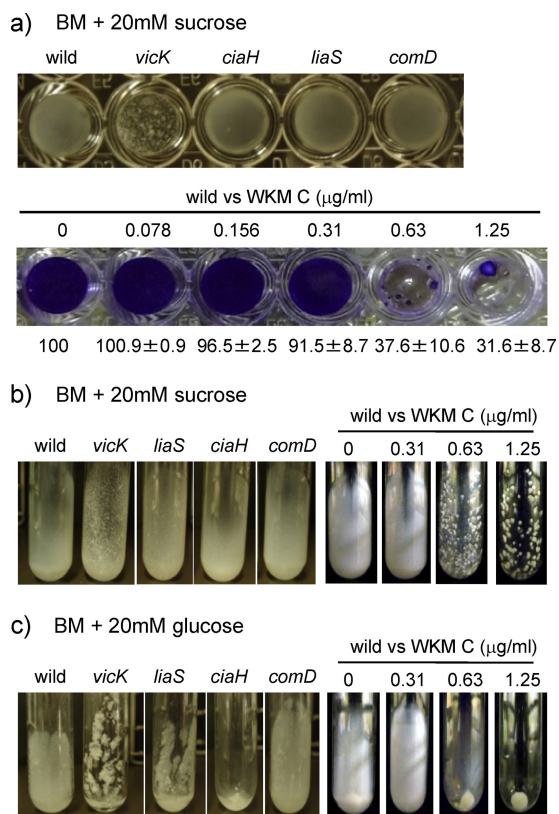 a) BM + 20mM sucrose
wild vicK ciaH liaS comD
wild vs WKM C (μg/ml)
0 0.078 0.156 0.31 0.63 1.25
100 100.9±0.9 96.5±2.5 91.5±8.7 37.6±10.6 31.6±8.7
b) BM + 20mM sucrose
wild vs WKM C (μg/ml)
wild vicK liaS ciaH comD 0 0.31 0.63 1.25
c) BM + 20mM glucose
wild vs WKM C (μg/ml)
wild vicK liaS ciaH comD 0 0.31 0.63 1.25